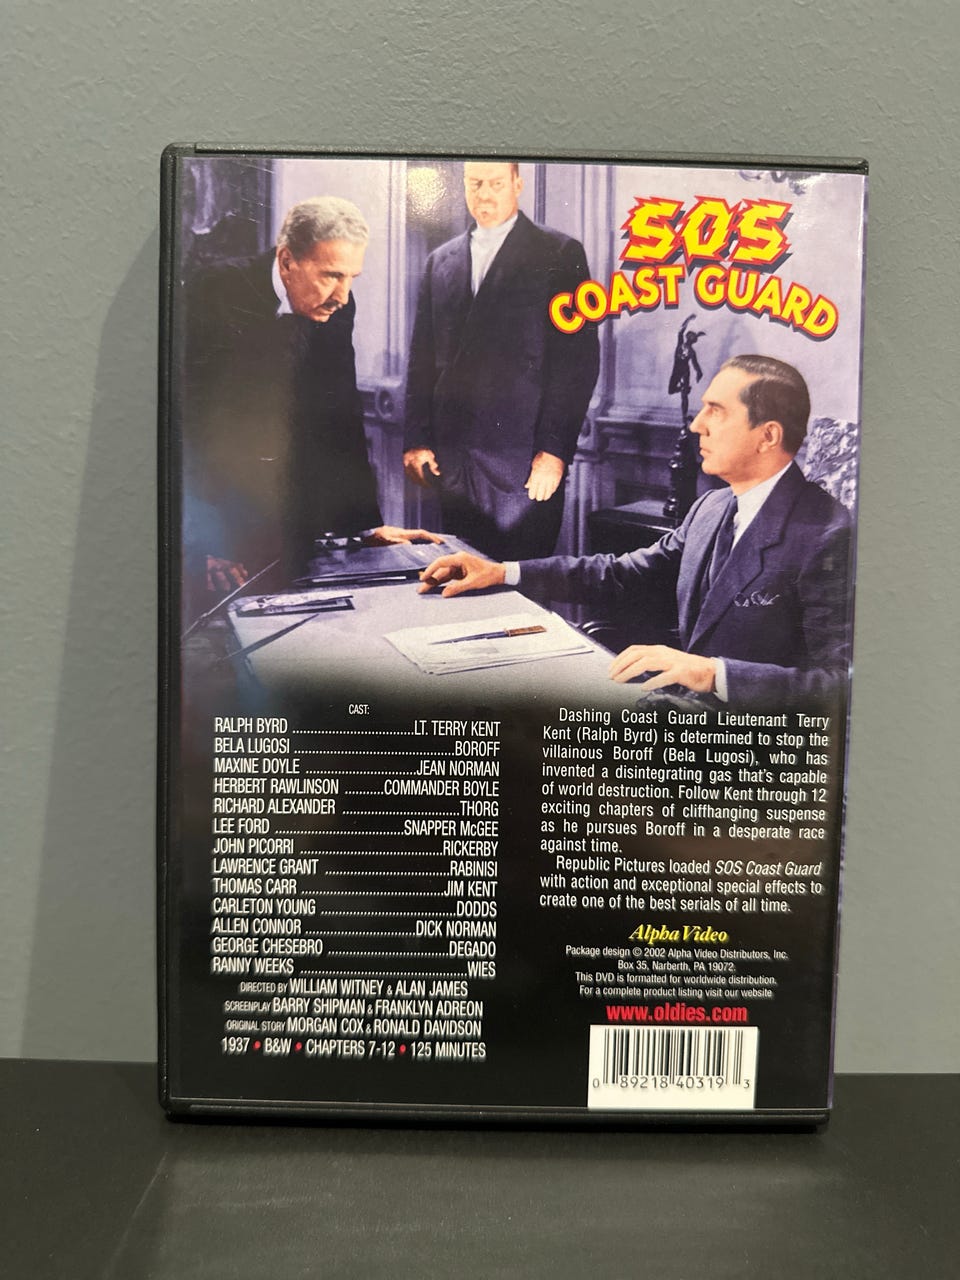 SOS
COAST GUARD
CAST:
RALPH BYRD ..............................LT. TERRY KENT
BELA LUGOSI ........................................BOROFF
MAXINE DOYLE ............................JEAN NORMAN
HERBERT RAWLINSON ..........COMMANDER BOYLE
RICHARD ALEXANDER ..............................THORG
LEE FORD ................................SNAPPER McGEE
JOHN PICORRI ....................................RICKERBY
LAWRENCE GRANT ................................RABINISI
THOMAS CARR ....................................JIM KENT
CARLETON YOUNG ..................................DODDS
ALLEN CONNOR ............................DICK NORMAN
GEORGE CHESEBRO ..............................DEGADO
RANNY WEEKS ..........................................WIES
DIRECTED BY WILLIAM WITNEY & ALAN JAMES
SCREENPLAY BARRY SHIPMAN & FRANKLYN ADREON
ORIGINAL STORY MORGAN COX & RONALD DAVIDSON
1937 • B&W • CHAPTERS 7-12 • 125 MINUTES
Dashing Coast Guard Lieutenant Terry
Kent (Ralph Byrd) is determined to stop the
villainous Boroff (Bela Lugosi), who has
invented a disintegrating gas that's capable
of world destruction. Follow Kent through 12
exciting chapters of cliffhanging suspense
as he pursues Boroff in a desperate race
against time.
Republic Pictures loaded SOS Coast Guard
with action and exceptional special effects to
create one of the best serials of all time.
Alpha Video
Package design © 2002 Alpha Video Distributors, Inc.
Box 35, Narberth, PA 19072.
This DVD is formatted for worldwide distribution.
For a complete product listing visit our website
www.oldies.com
0 89218 40319 3